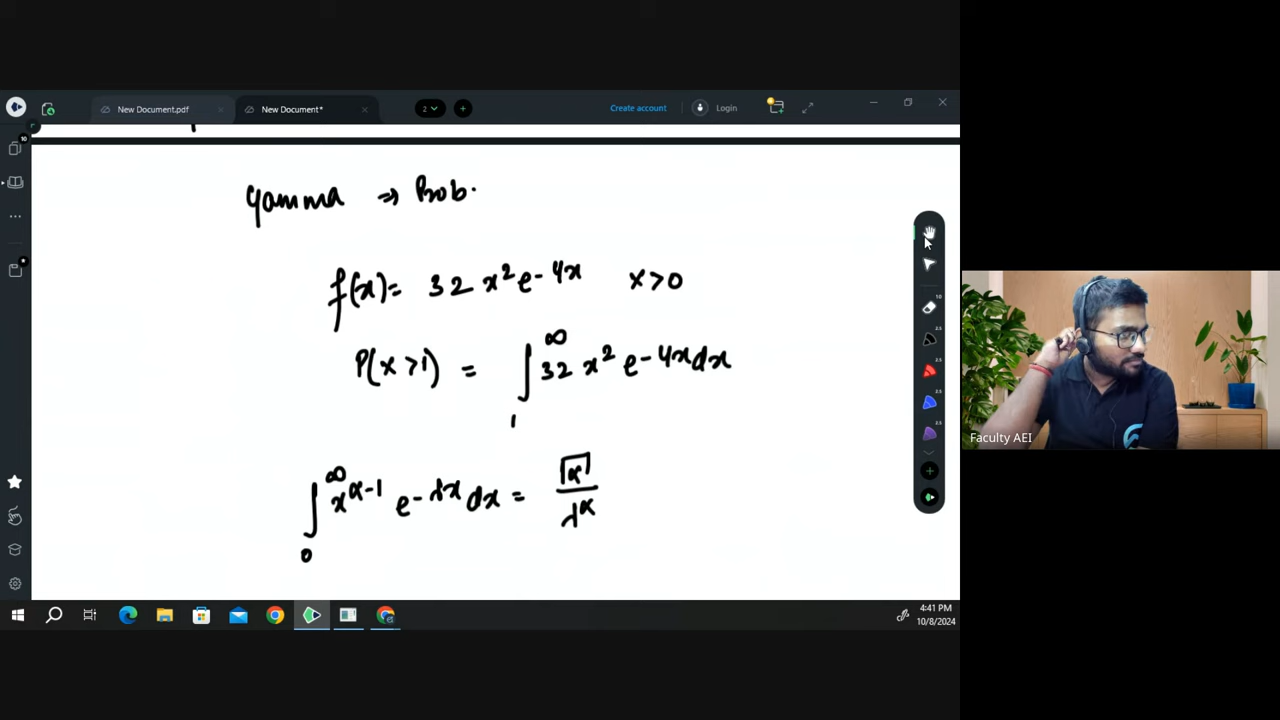 New Document.pdf
New Document*
2
Create account
Login
Gamma ⇒ Prob.
f(x) = 32 x² e^-4x x > 0
P(x > 1) = ∫₁^∞ 32 x² e^-4x dx
∫₀^∞ x^α-1 e^-λx dx = Γα / λ^α
Faculty AEI
4:41 PM
10/8/2024